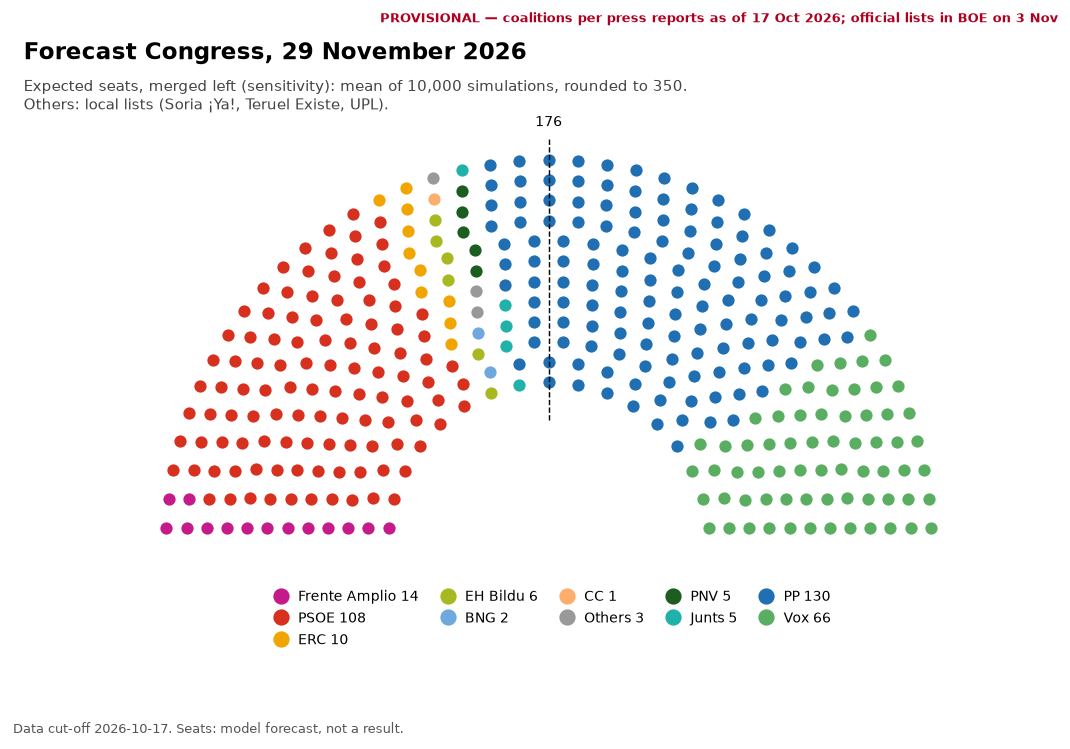 PROVISIONAL — coalitions per press reports as of 17 Oct 2026; official lists in BOE on 3 Nov
Forecast Congress, 29 November 2026
Expected seats, merged left (sensitivity): mean of 10,000 simulations, rounded to 350.
Others: local lists (Soria ¡Ya!, Teruel Existe, UPL).
176
Frente Amplio 14
PSOE 108
ERC 10
EH Bildu 6
BNG 2
CC 1
Others 3
PNV 5
Junts 5
PP 130
Vox 66
Data cut-off 2026-10-17. Seats: model forecast, not a result.